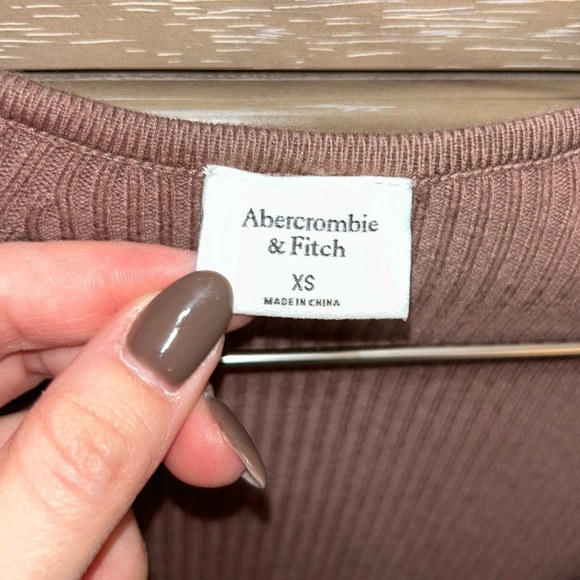 Abercrombie
& Fitch
XS
MADE IN CHINA